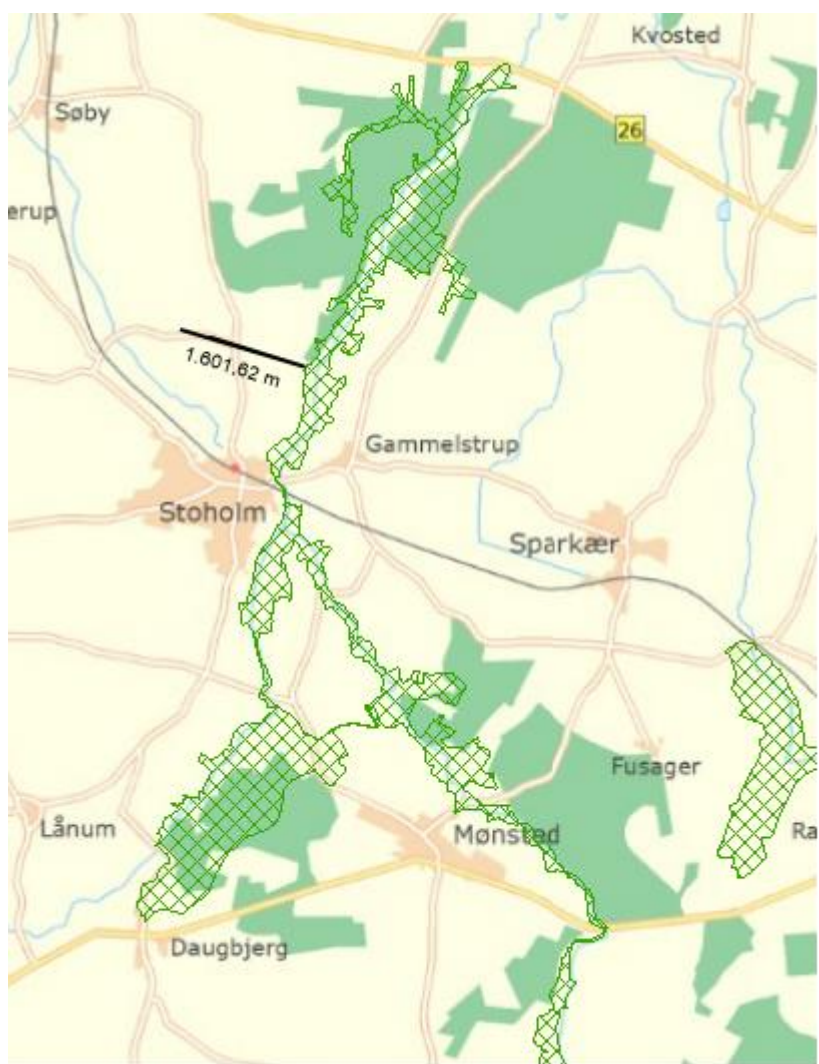 Kvosted
Søby
26
erup
1.601,62 m
Gammelstrup
Stoholm
Sparkær
Fusager
Lånum
Mønsted
Ra
Daugbjerg